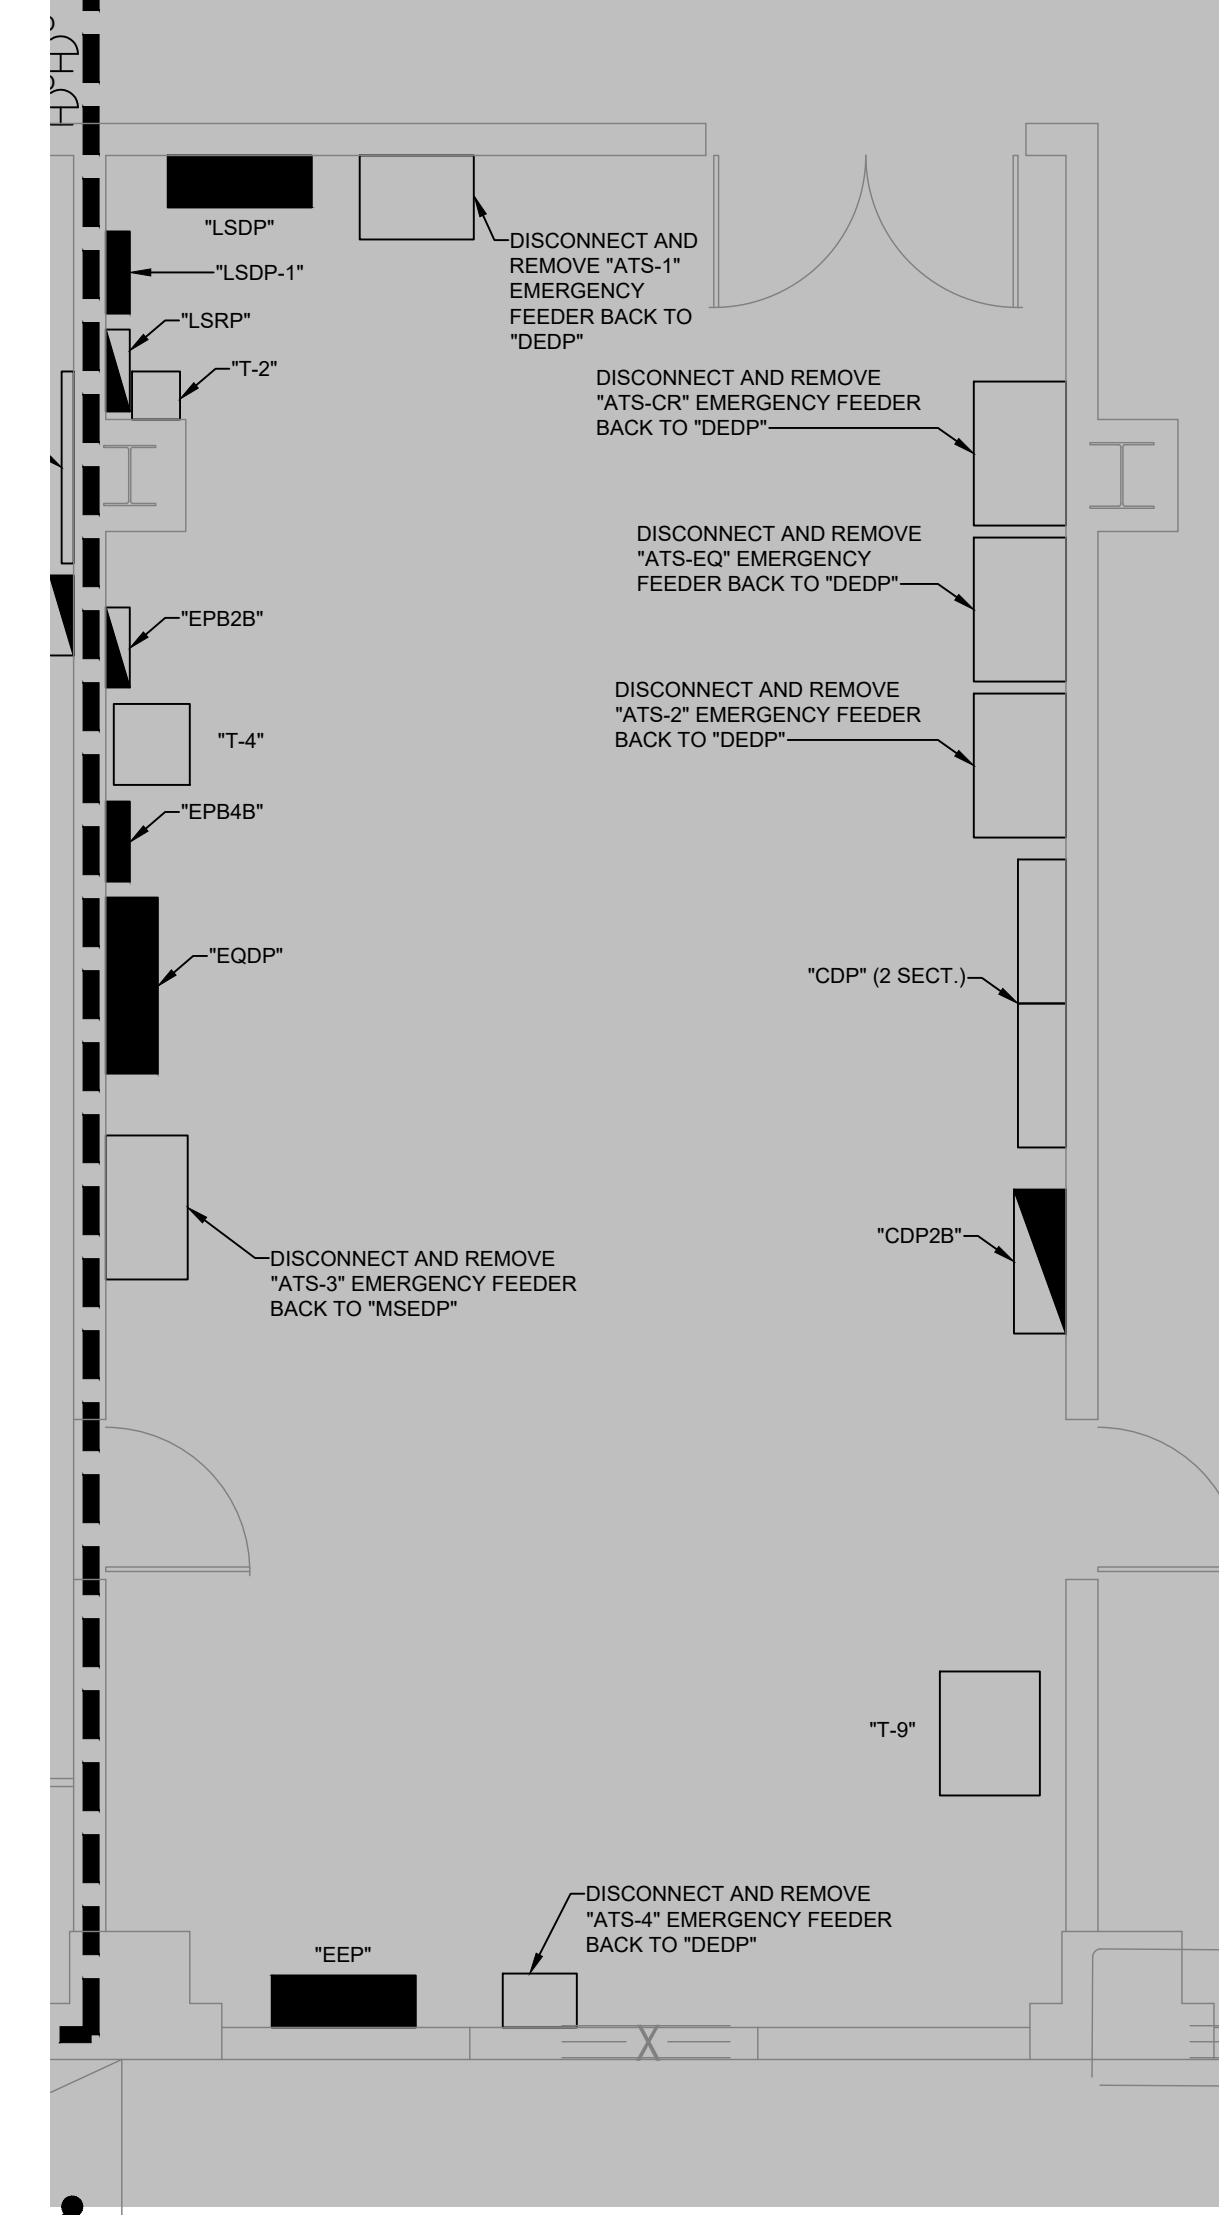 "LSDP"
"LSDP-1"
"LSRP"
"T-2"
DISCONNECT AND
REMOVE "ATS-1"
EMERGENCY
FEEDER BACK TO
"DEDP"
DISCONNECT AND REMOVE
"ATS-CR" EMERGENCY FEEDER
BACK TO "DEDP"
DISCONNECT AND REMOVE
"ATS-EQ" EMERGENCY
FEEDER BACK TO "DEDP"
"EPB2B"
DISCONNECT AND REMOVE
"ATS-2" EMERGENCY FEEDER
BACK TO "DEDP"
"T-4"
"EPB4B"
"EQDP"
"CDP" (2 SECT.)
"CDP2B"
DISCONNECT AND REMOVE
"ATS-3" EMERGENCY FEEDER
BACK TO "MSEDP"
"T-9"
DISCONNECT AND REMOVE
"ATS-4" EMERGENCY FEEDER
BACK TO "DEDP"
"EEP"